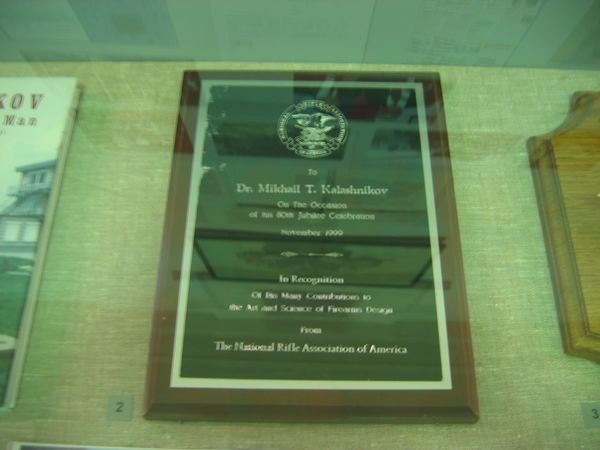 KOV
Man
To
Dr. Mikhail T. Kalashnikov
On The Occasion
of his 80th Jubilee Celebration
November 1999
In Recognition
Of His Many Contributions to
the Art and Science of Firearms Design
From
The National Rifle Association of America
2
3